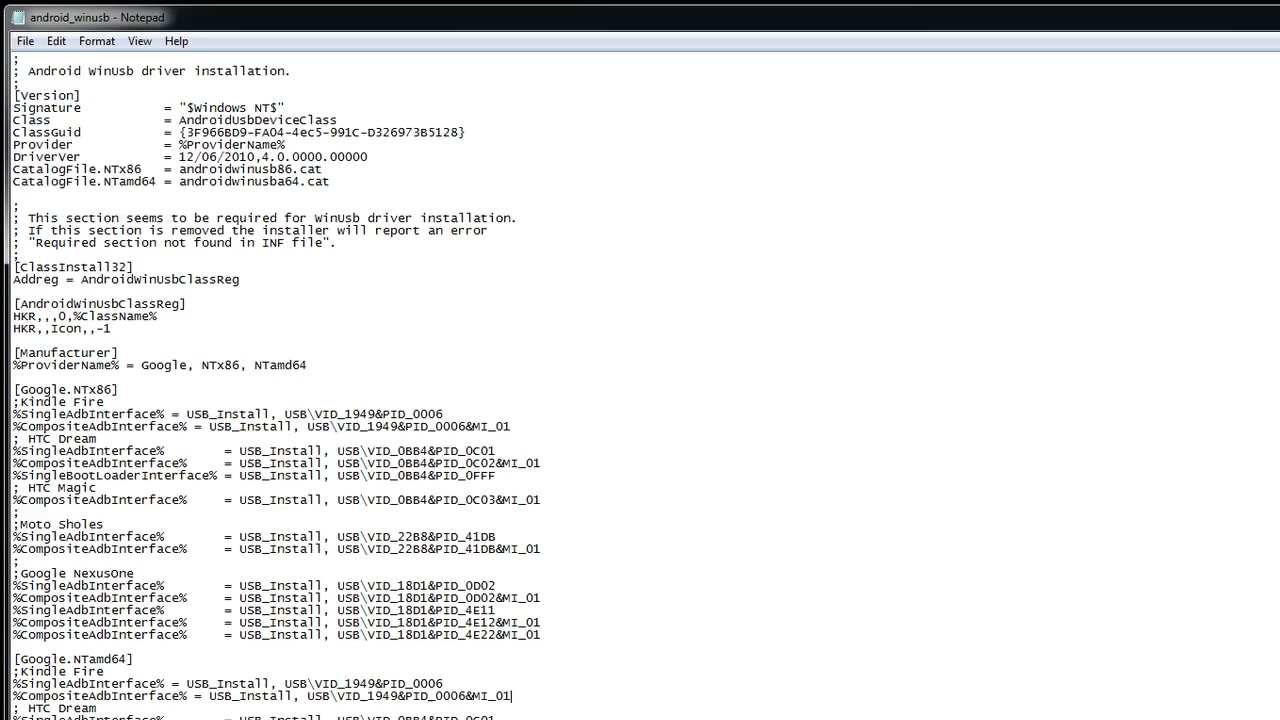 android_winusb - Notepad
File Edit Format View Help
;
; Android WinUsb driver installation.
;
[Version]
Signature = "$Windows NT$"
Class = AndroidUsbDeviceClass
ClassGuid = {3F966BD9-FA04-4ec5-991C-D326973B5128}
Provider = %ProviderName%
DriverVer = 12/06/2010,4.0.0000.00000
CatalogFile.NTx86 = androidwinusb86.cat
CatalogFile.NTamd64 = androidwinusba64.cat
;
; This section seems to be required for WinUsb driver installation.
; If this section is removed the installer will report an error
; "Required section not found in INF file".
;
[ClassInstall32]
Addreg = AndroidWinUsbClassReg
[AndroidWinUsbClassReg]
HKR,,,0,%ClassName%
HKR,,Icon,,-1
[Manufacturer]
%ProviderName% = Google, NTx86, NTamd64
[Google.NTx86]
;Kindle Fire
%SingleAdbInterface% = USB_Install, USB\VID_1949&PID_0006
%CompositeAdbInterface% = USB_Install, USB\VID_1949&PID_0006&MI_01
; HTC Dream
%SingleAdbInterface% = USB_Install, USB\VID_0BB4&PID_0C01
%CompositeAdbInterface% = USB_Install, USB\VID_0BB4&PID_0C02&MI_01
%SingleBootLoaderInterface% = USB_Install, USB\VID_0BB4&PID_0FFF
; HTC Magic
%CompositeAdbInterface% = USB_Install, USB\VID_0BB4&PID_0C03&MI_01
;
;Moto Sholes
%SingleAdbInterface% = USB_Install, USB\VID_22B8&PID_41DB
%CompositeAdbInterface% = USB_Install, USB\VID_22B8&PID_41DB&MI_01
;
;Google NexusOne
%SingleAdbInterface% = USB_Install, USB\VID_18D1&PID_0D02
%CompositeAdbInterface% = USB_Install, USB\VID_18D1&PID_0D02&MI_01
%SingleAdbInterface% = USB_Install, USB\VID_18D1&PID_4E11
%CompositeAdbInterface% = USB_Install, USB\VID_18D1&PID_4E12&MI_01
%CompositeAdbInterface% = USB_Install, USB\VID_18D1&PID_4E22&MI_01
[Google.NTamd64]
;Kindle Fire
%SingleAdbInterface% = USB_Install, USB\VID_1949&PID_0006
%CompositeAdbInterface% = USB_Install, USB\VID_1949&PID_0006&MI_01
; HTC Dream
%SingleAdbInterface% = USB_Install, USB\VID_0BB4&PID_0C01